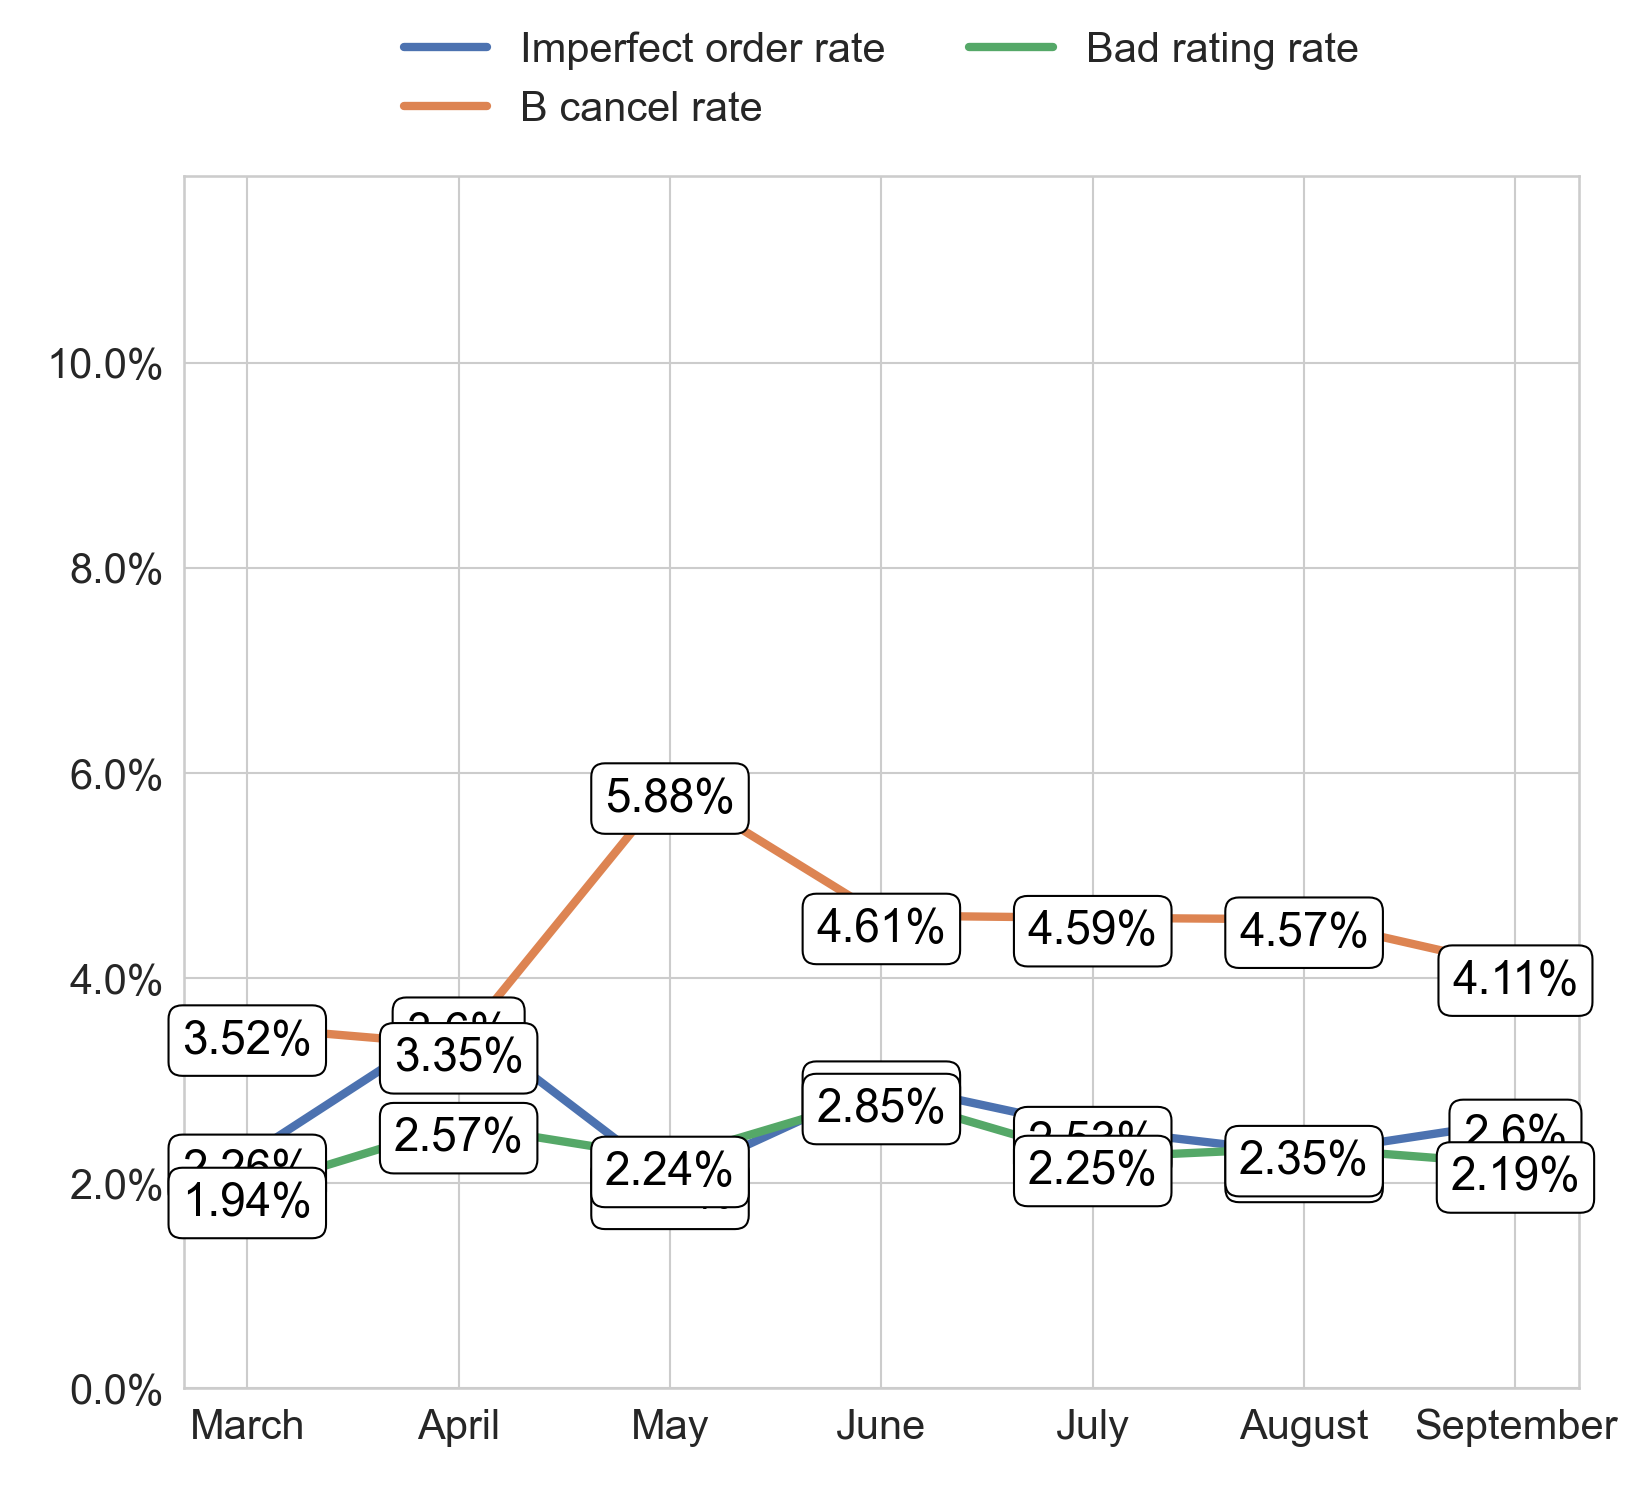 Imperfect order rate
Bad rating rate
B cancel rate
10.0%
8.0%
6.0%
4.0%
2.0%
0.0%
5.88%
4.61%
4.59%
4.57%
4.11%
3.52%
3.35%
2.57%
2.24%
2.85%
2.25%
2.35%
2.6%
2.19%
2.26%
1.94%
March
April
May
June
July
August
September